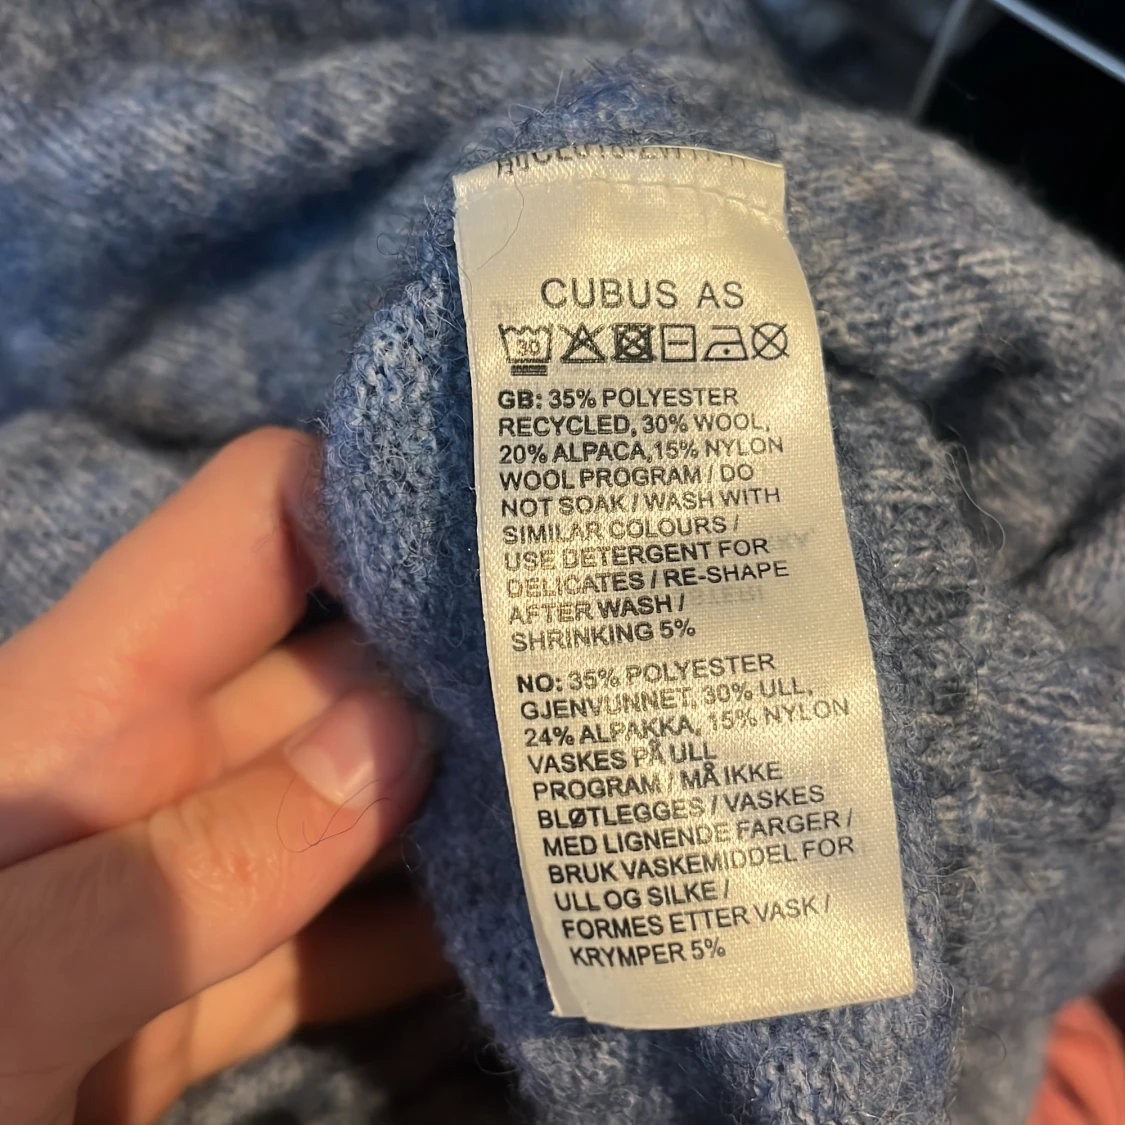 CUBUS AS
30
GB: 35% POLYESTER
RECYCLED, 30% WOOL,
20% ALPACA, 15% NYLON
WOOL PROGRAM / DO
NOT SOAK / WASH WITH
SIMILAR COLOURS /
USE DETERGENT FOR
DELICATES / RE-SHAPE
AFTER WASH /
SHRINKING 5%
NO: 35% POLYESTER
GJENVUNNET, 30% ULL,
24% ALPAKKA, 15% NYLON
VASKES PÅ ULL
PROGRAM / MÅ IKKE
BLØTLEGGES / VASKES
MED LIGNENDE FARGER /
BRUK VASKEMIDDEL FOR
ULL OG SILKE /
FORMES ETTER VASK /
KRYMPER 5%